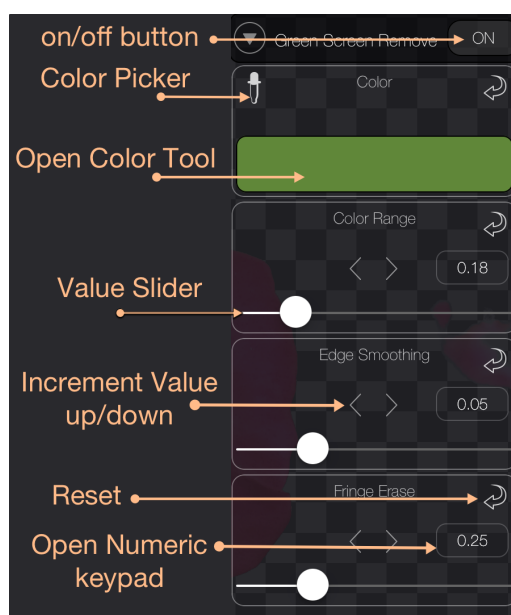 on/off button
Green Screen Remove
ON
Color Picker
Color
Open Color Tool
Color Range
0.18
Value Slider
Edge Smoothing
Increment Value
up/down
0.05
Fringe Erase
Reset
Open Numeric
keypad
0.25